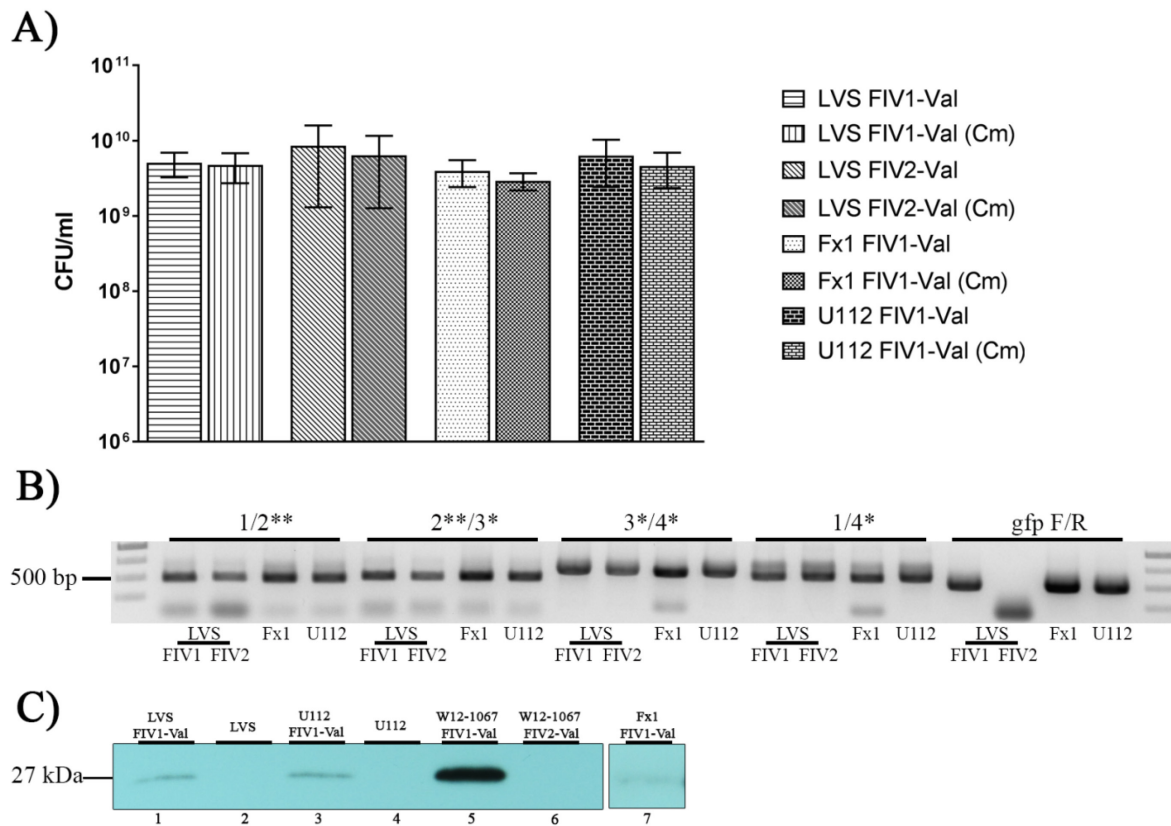 A)
10¹¹
10¹⁰
10⁹
10⁸
10⁷
10⁶
CFU/ml
LVS FIV1-Val
LVS FIV1-Val (Cm)
LVS FIV2-Val
LVS FIV2-Val (Cm)
Fx1 FIV1-Val
Fx1 FIV1-Val (Cm)
U112 FIV1-Val
U112 FIV1-Val (Cm)
B)
1/2** 2**/3* 3*/4* 1/4* gfp F/R
500 bp
LVS Fx1 U112 LVS Fx1 U112 LVS Fx1 U112 LVS Fx1 U112 LVS Fx1 U112
FIV1 FIV2 FIV1 FIV2 FIV1 FIV2 FIV1 FIV2 FIV1 FIV2
C)
LVS FIV1-Val
LVS
U112 FIV1-Val
U112
W12-1067 FIV1-Val
W12-1067 FIV2-Val
Fx1 FIV1-Val
27 kDa
1 2 3 4 5 6 7